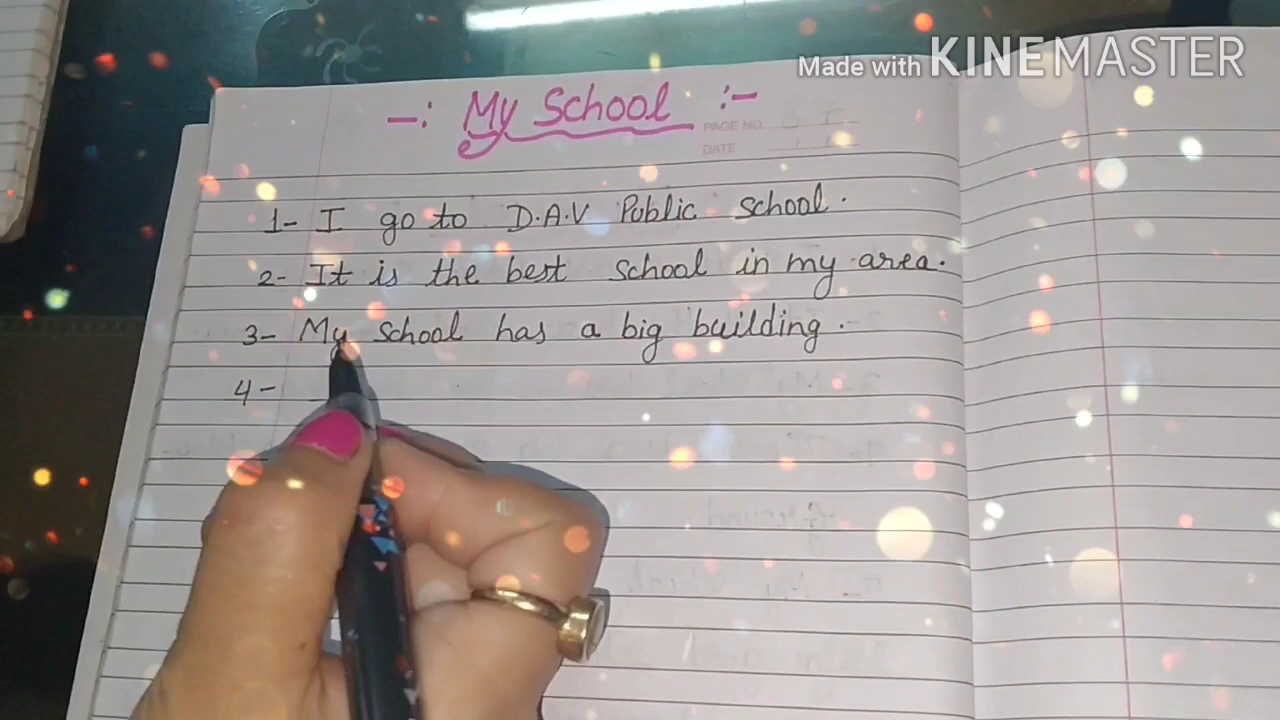 Made with KINEMASTER
-: My School :-
PAGE NO.
DATE
1- I go to D.A.V Public school.
2- It is the best school in my area.
3- My school has a big building.
4-